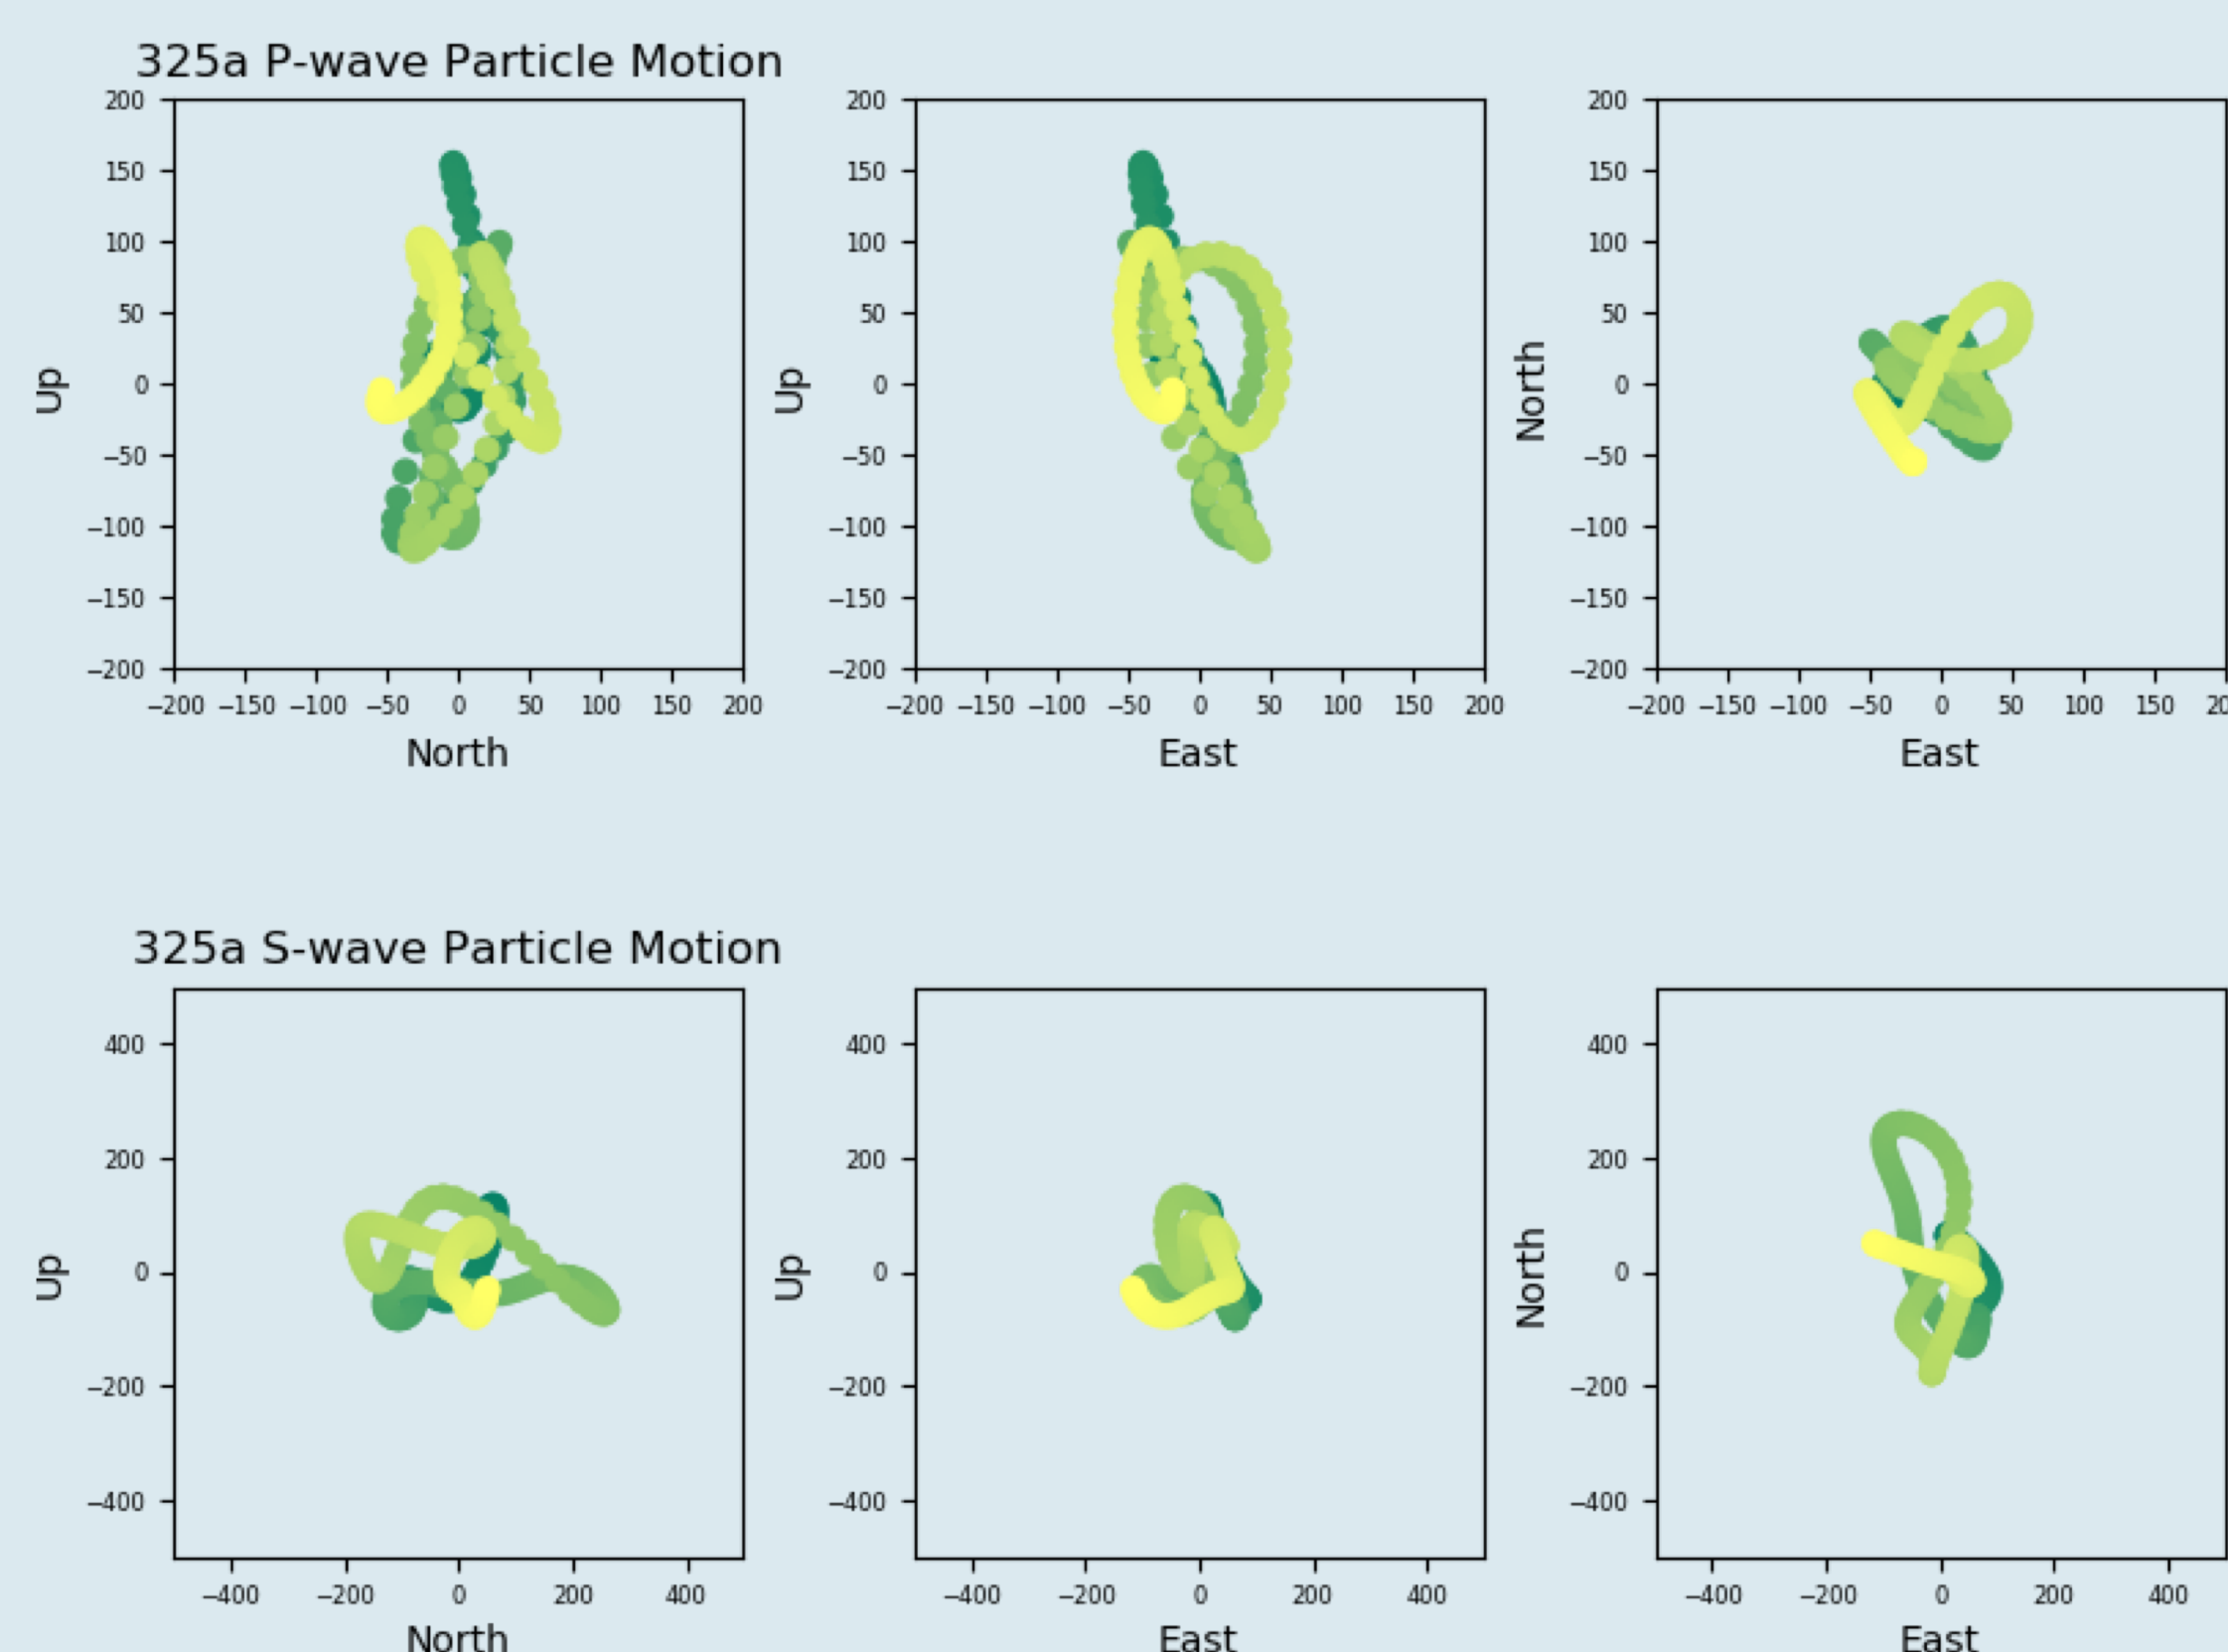 325a P-wave Particle Motion
200 200 200
150 150 150
100 100 100
50 50 50
Up 0 Up 0 North 0
−50 −50 −50
−100 −100 −100
−150 −150 −150
−200 −200 −200
−200 −150 −100 −50 0 50 100 150 200 −200 −150 −100 −50 0 50 100 150 200 −200 −150 −100 −50 0 50 100 150 20
North East East
325a S-wave Particle Motion
400 400 400
200 200 200
Up 0 Up 0 North 0
−200 −200 −200
−400 −400 −400
−400 −200 0 200 400 −400 −200 0 200 400 −400 −200 0 200 400
North East East